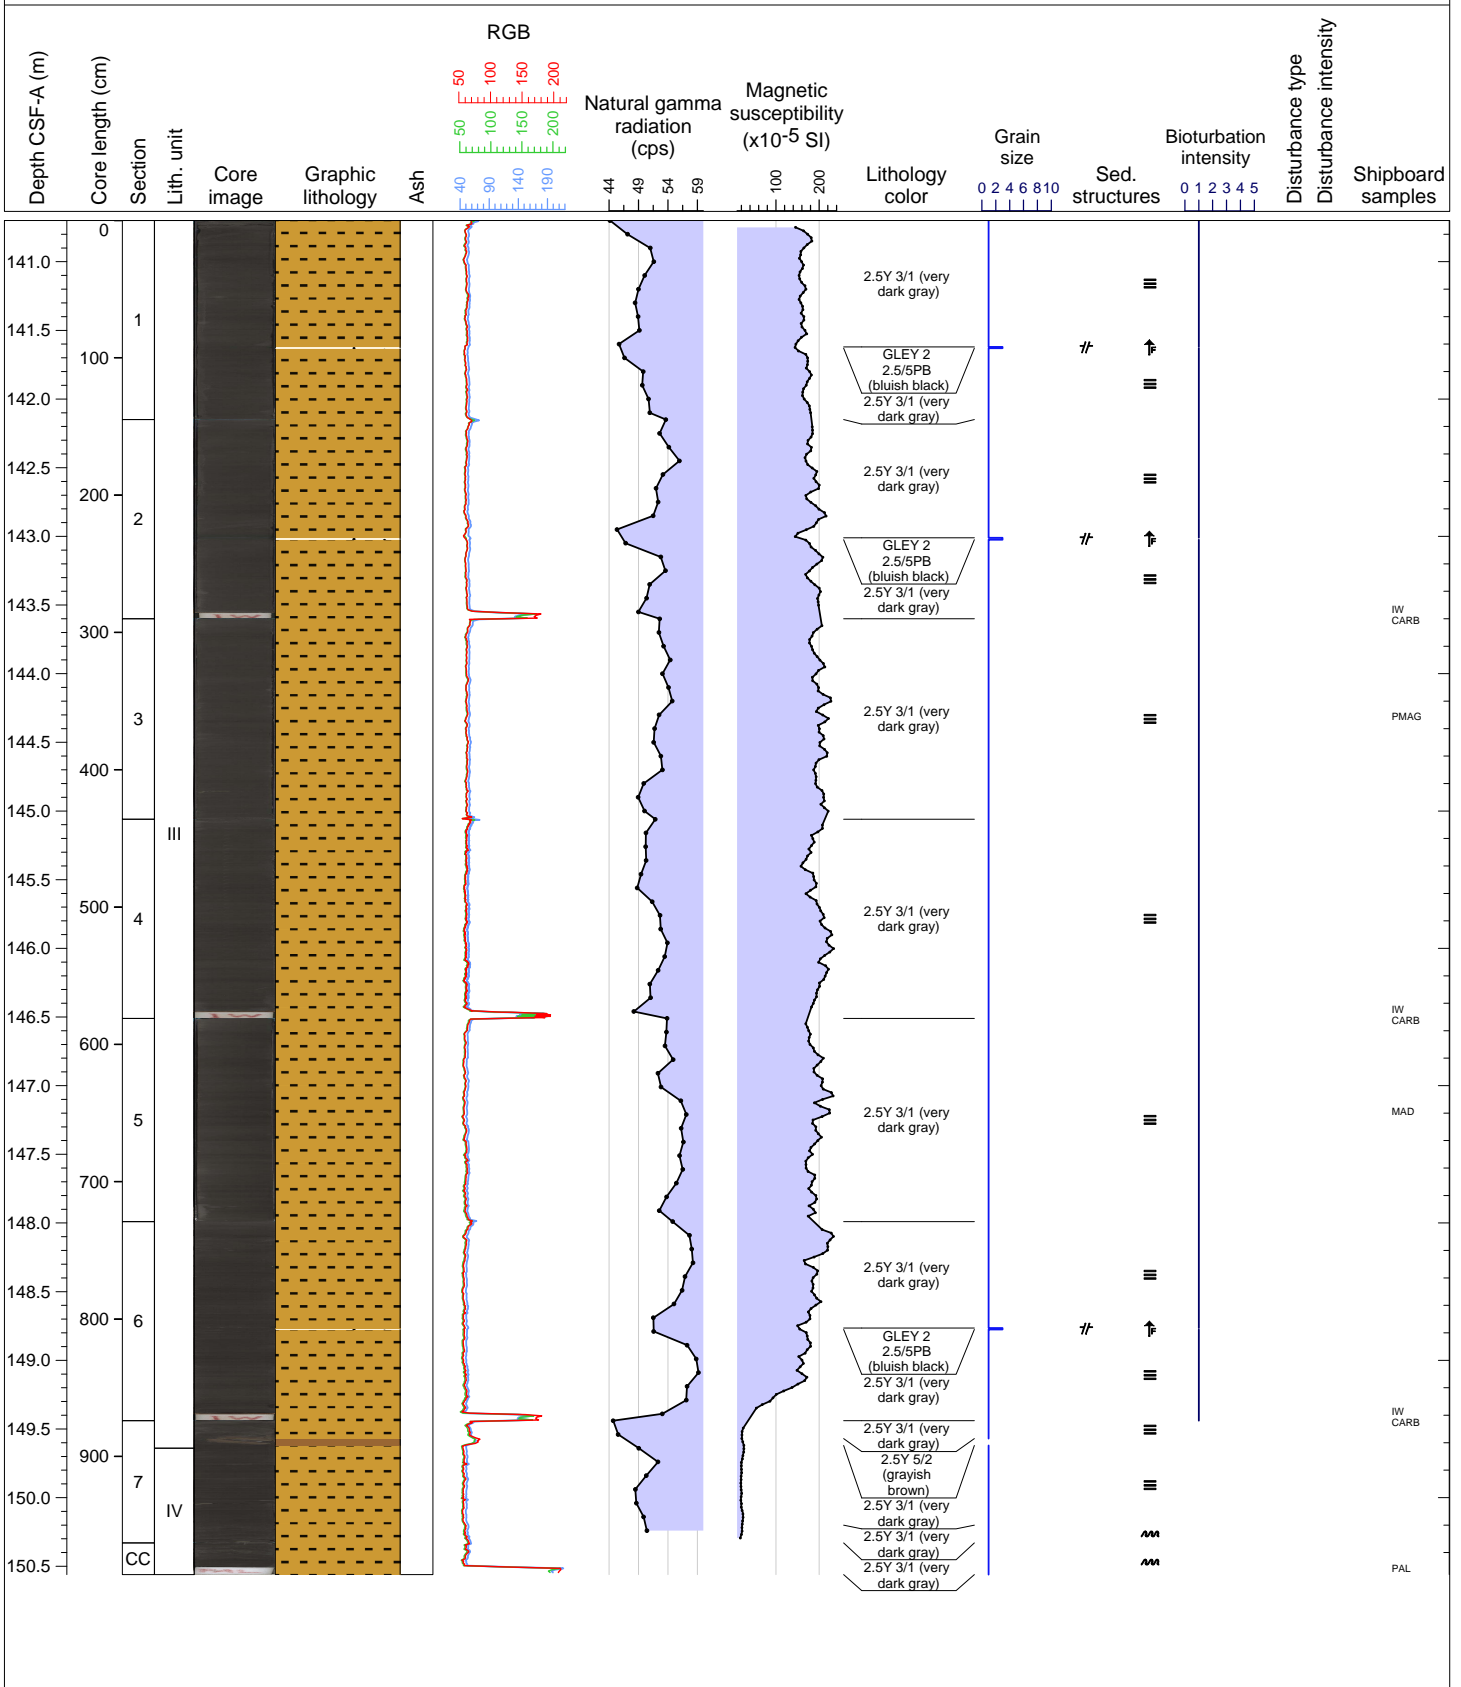 RGB
50 100 150 200
50 100 150 200
40 90 140 190
Depth CSF-A (m)
Core length (cm)
Section
Lith. unit
Core
image
Graphic
lithology
Ash
Natural gamma
radiation
(cps)
44 49 54 59
Magnetic
susceptibility
(x10-5 SI)
100 200
Lithology
color
Grain
size
0 2 4 6 8 10
Sed.
structures
Bioturbation
intensity
0 1 2 3 4 5
Disturbance type
Disturbance intensity
Shipboard
samples
141.0
141.5
142.0
142.5
143.0
143.5
144.0
144.5
145.0
145.5
146.0
146.5
147.0
147.5
148.0
148.5
149.0
149.5
150.0
150.5
0
100
200
300
400
500
600
700
800
900
1
2
3
4
5
6
7
CC
III
IV
IW
IW
IW
2.5Y 3/1 (very
dark gray)
GLEY 2
2.5/5PB
(bluish black)
2.5Y 3/1 (very
dark gray)
2.5Y 3/1 (very
dark gray)
GLEY 2
2.5/5PB
(bluish black)
2.5Y 3/1 (very
dark gray)
2.5Y 3/1 (very
dark gray)
2.5Y 3/1 (very
dark gray)
2.5Y 3/1 (very
dark gray)
2.5Y 3/1 (very
dark gray)
GLEY 2
2.5/5PB
(bluish black)
2.5Y 3/1 (very
dark gray)
2.5Y 3/1 (very
dark gray)
2.5Y 5/2
(grayish
brown)
2.5Y 3/1 (very
dark gray)
2.5Y 3/1 (very
dark gray)
2.5Y 3/1 (very
dark gray)
F
F
F
IW
CARB
PMAG
IW
CARB
MAD
IW
CARB
PAL